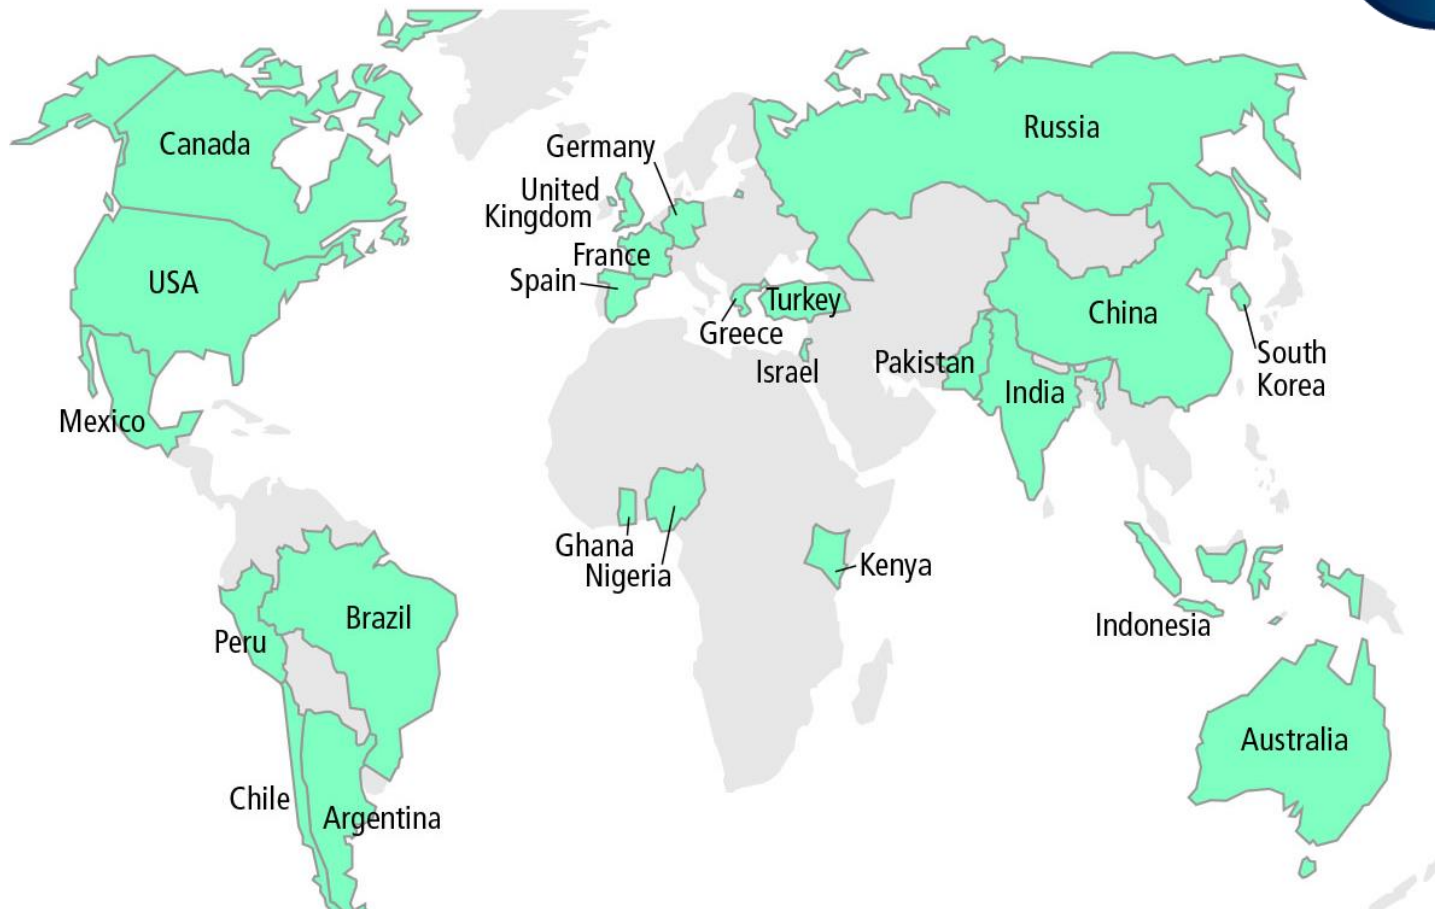 Canada
Russia
Germany
United
Kingdom
France
Spain
USA
Turkey
Greece
China
Israel
Pakistan
India
South
Korea
Mexico
Ghana
Nigeria
Kenya
Brazil
Peru
Indonesia
Australia
Chile
Argentina